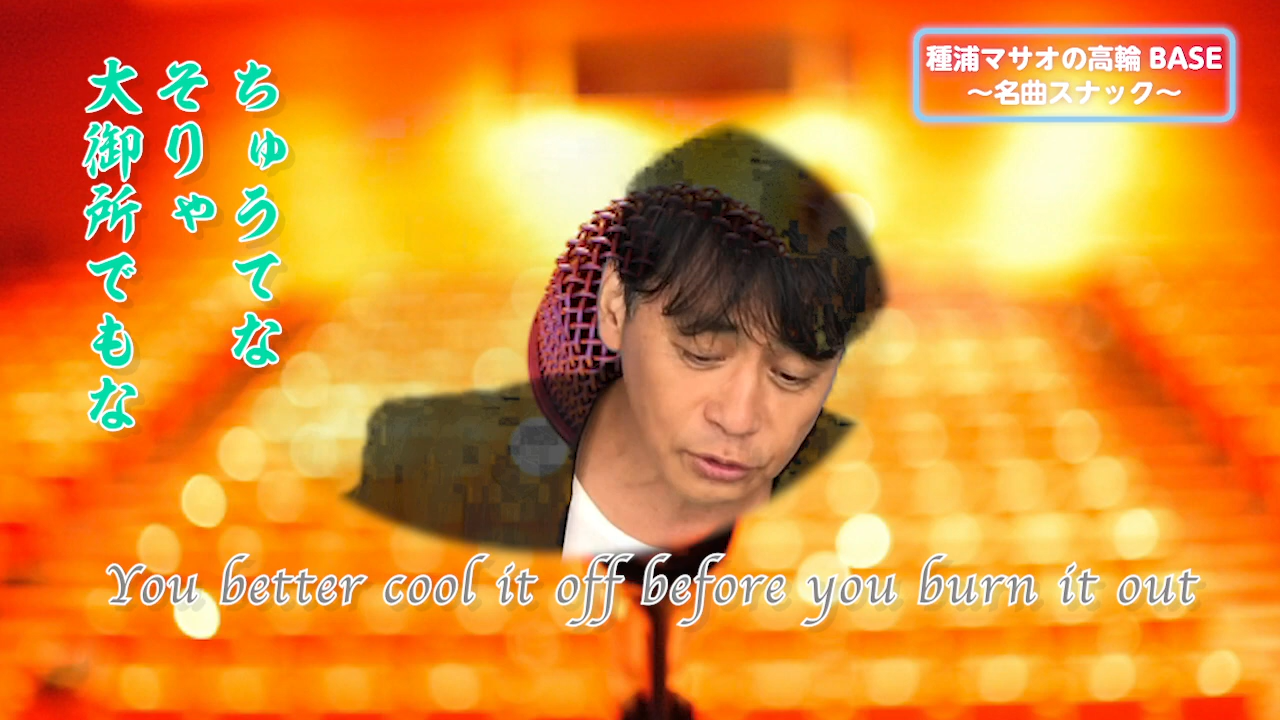 種浦マサオの高輪 BASE
〜名曲スナック〜
ちゅうてな
そりゃ
大御所でもな
You better cool it off before you burn it out